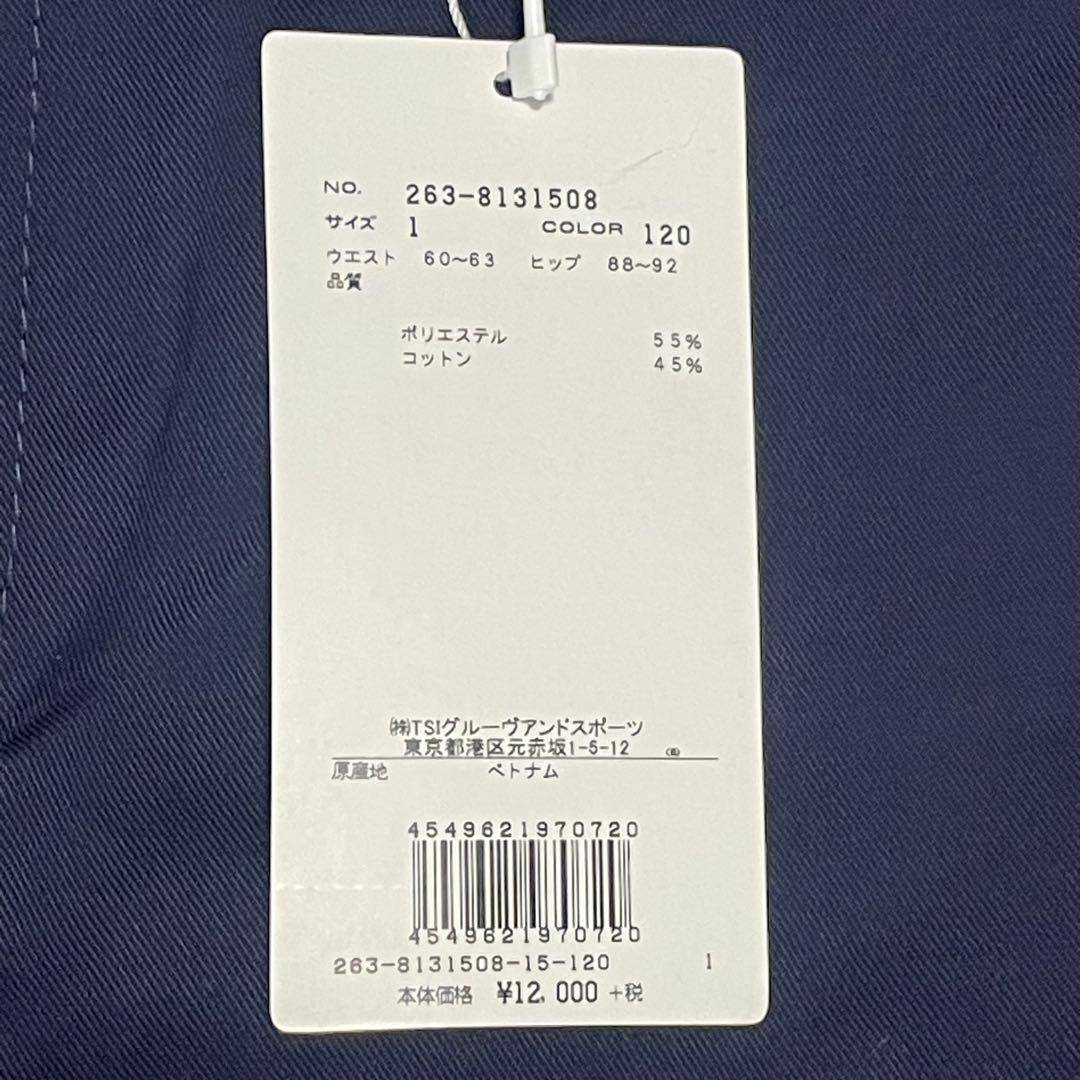 NO. 263-8131508
サイズ 1 COLOR 120
ウエスト 60～63 ヒップ 88～92
品質
ポリエステル 55%
コットン 45%
㈱TSIグルーヴアンドスポーツ
東京都港区元赤坂1-5-12
原産地 ベトナム
4549621970720
4549621970720
263-8131508-15-120 1
本体価格 ¥12,000 +税